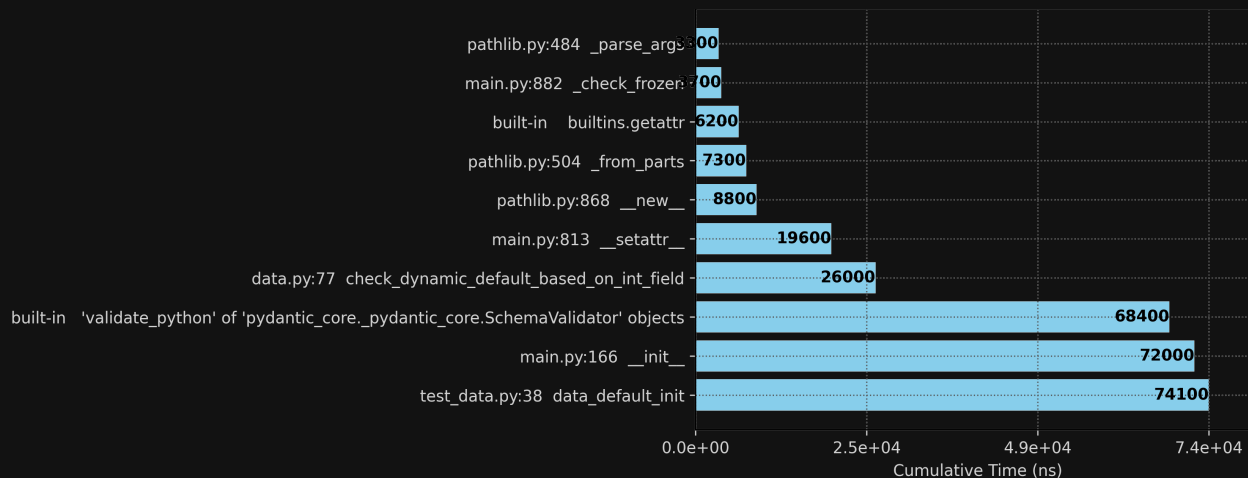 pathlib.py:484 _parse_args 3300
main.py:882 _check_frozen 3700
built-in builtins.getattr 6200
pathlib.py:504 _from_parts 7300
pathlib.py:868 __new__ 8800
main.py:813 __setattr__ 19600
data.py:77 check_dynamic_default_based_on_int_field 26000
built-in 'validate_python' of 'pydantic_core._pydantic_core.SchemaValidator' objects 68400
main.py:166 __init__ 72000
test_data.py:38 data_default_init 74100
0.0e+00 2.5e+04 4.9e+04 7.4e+04
Cumulative Time (ns)